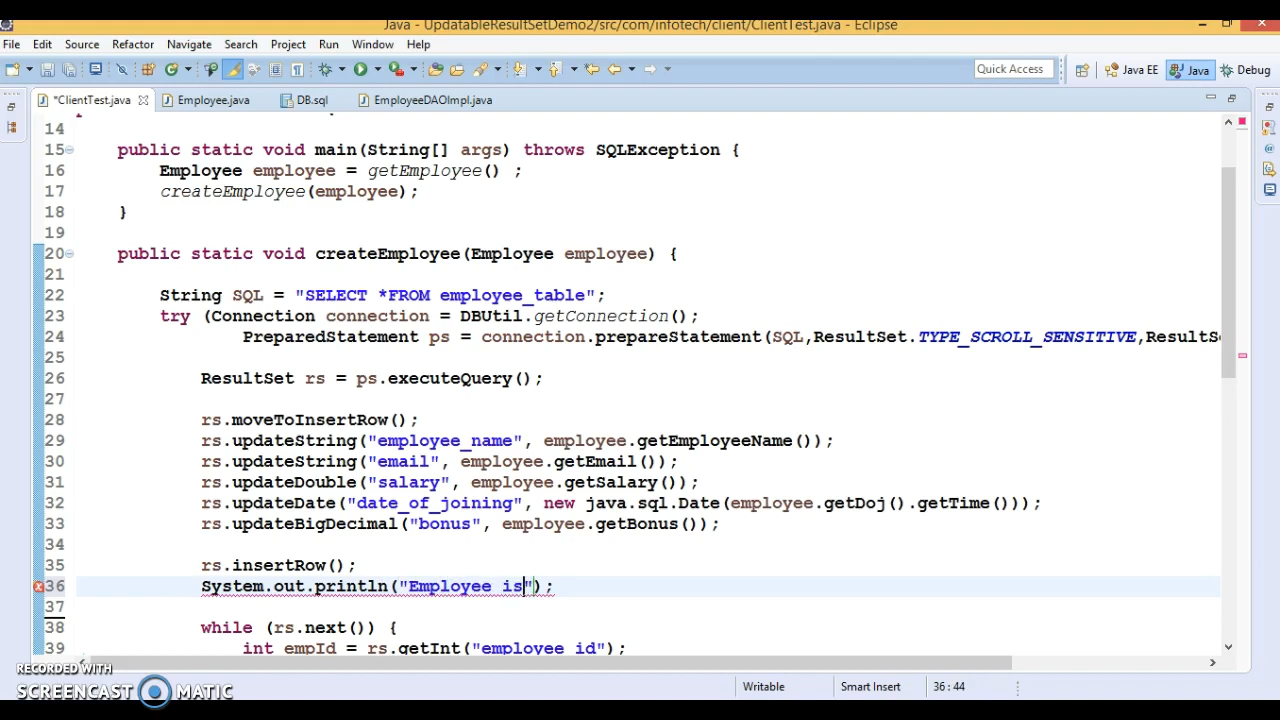 Java - UpdatableResultSetDemo2/src/com/infotech/client/ClientTest.java - Eclipse
File Edit Source Refactor Navigate Search Project Run Window Help
Quick Access Java EE Java Debug
*ClientTest.java Employee.java DB.sql EmployeeDAOImpl.java
14
15 public static void main(String[] args) throws SQLException {
16 Employee employee = getEmployee() ;
17 createEmployee(employee);
18 }
19
20 public static void createEmployee(Employee employee) {
21
22 String SQL = "SELECT *FROM employee_table";
23 try (Connection connection = DBUtil.getConnection();
24 PreparedStatement ps = connection.prepareStatement(SQL,ResultSet.TYPE_SCROLL_SENSITIVE,ResultS
25
26 ResultSet rs = ps.executeQuery();
27
28 rs.moveToInsertRow();
29 rs.updateString("employee_name", employee.getEmployeeName());
30 rs.updateString("email", employee.getEmail());
31 rs.updateDouble("salary", employee.getSalary());
32 rs.updateDate("date_of_joining", new java.sql.Date(employee.getDoj().getTime()));
33 rs.updateBigDecimal("bonus", employee.getBonus());
34
35 rs.insertRow();
36 System.out.println("Employee is");
37
38 while (rs.next()) {
39 int empId = rs.getInt("employee_id");
RECORDED WITH
SCREENCAST MATIC
Writable Smart Insert 36 : 44